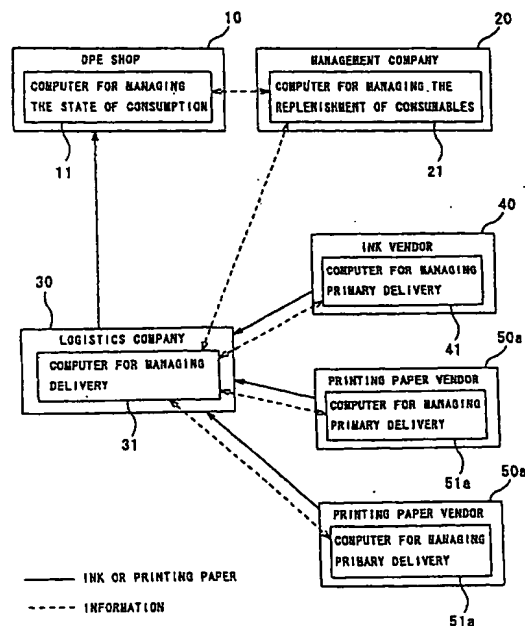 10
DPE SHOP
COMPUTER FOR MANAGING
THE STATE OF CONSUMPTION
11
20
MANAGEMENT COMPANY
COMPUTER FOR MANAGING THE
REPLENISHMENT OF CONSUMABLES
21
40
INK VENDOR
COMPUTER FOR MANAGING
PRIMARY DELIVERY
41
30
LOGISTICS COMPANY
COMPUTER FOR MANAGING
DELIVERY
31
50a
PRINTING PAPER VENDOR
COMPUTER FOR MANAGING
PRIMARY DELIVERY
51a
50a
PRINTING PAPER VENDOR
COMPUTER FOR MANAGING
PRIMARY DELIVERY
51a
INK OR PRINTING PAPER
INFORMATION